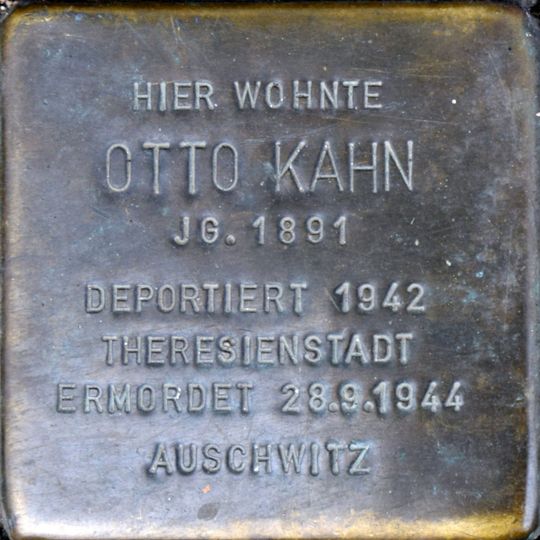 HIER WOHNTE
OTTO KAHN
JG. 1891
DEPORTIERT 1942
THERESIENSTADT
ERMORDET 28.9.1944
AUSCHWITZ